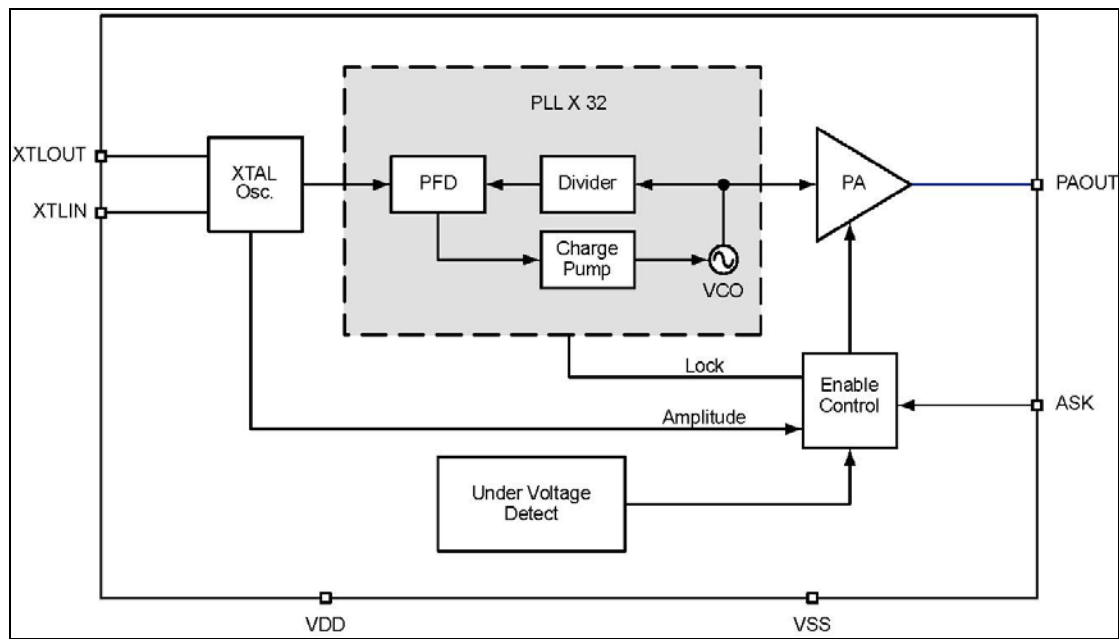 PLL X 32
XTLOUT
XTAL
Osc.
PFD
Divider
PA
PAOUT
XTLIN
Charge
Pump
VCO
Lock
Enable
Control
ASK
Amplitude
Under Voltage
Detect
VDD
VSS